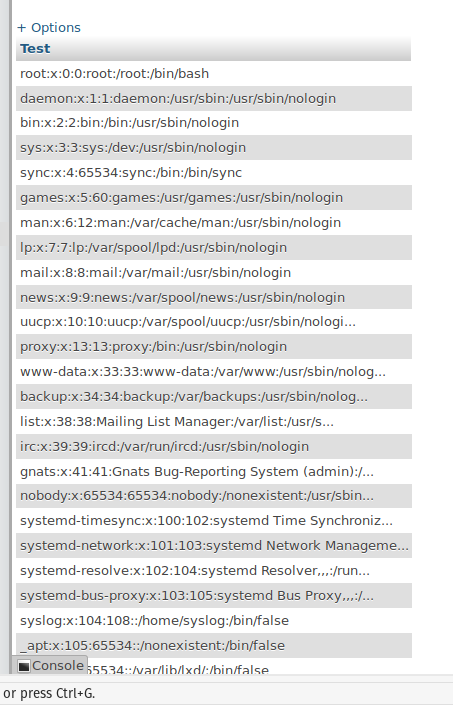 + Options
Test
root:x:0:0:root:/root:/bin/bash
daemon:x:1:1:daemon:/usr/sbin:/usr/sbin/nologin
bin:x:2:2:bin:/bin:/usr/sbin/nologin
sys:x:3:3:sys:/dev:/usr/sbin/nologin
sync:x:4:65534:sync:/bin:/bin/sync
games:x:5:60:games:/usr/games:/usr/sbin/nologin
man:x:6:12:man:/var/cache/man:/usr/sbin/nologin
lp:x:7:7:lp:/var/spool/lpd:/usr/sbin/nologin
mail:x:8:8:mail:/var/mail:/usr/sbin/nologin
news:x:9:9:news:/var/spool/news:/usr/sbin/nologin
uucp:x:10:10:uucp:/var/spool/uucp:/usr/sbin/nologi...
proxy:x:13:13:proxy:/bin:/usr/sbin/nologin
www-data:x:33:33:www-data:/var/www:/usr/sbin/nolog...
backup:x:34:34:backup:/var/backups:/usr/sbin/nolog...
list:x:38:38:Mailing List Manager:/var/list:/usr/s...
irc:x:39:39:ircd:/var/run/ircd:/usr/sbin/nologin
gnats:x:41:41:Gnats Bug-Reporting System (admin):/...
nobody:x:65534:65534:nobody:/nonexistent:/usr/sbin...
systemd-timesync:x:100:102:systemd Time Synchroniz...
systemd-network:x:101:103:systemd Network Manageme...
systemd-resolve:x:102:104:systemd Resolver,,,:/run...
systemd-bus-proxy:x:103:105:systemd Bus Proxy,,,:/...
syslog:x:104:108::/home/syslog:/bin/false
_apt:x:105:65534::/nonexistent:/bin/false
Console
65534::/var/lib/lxd/:/bin/false
or press Ctrl+G.